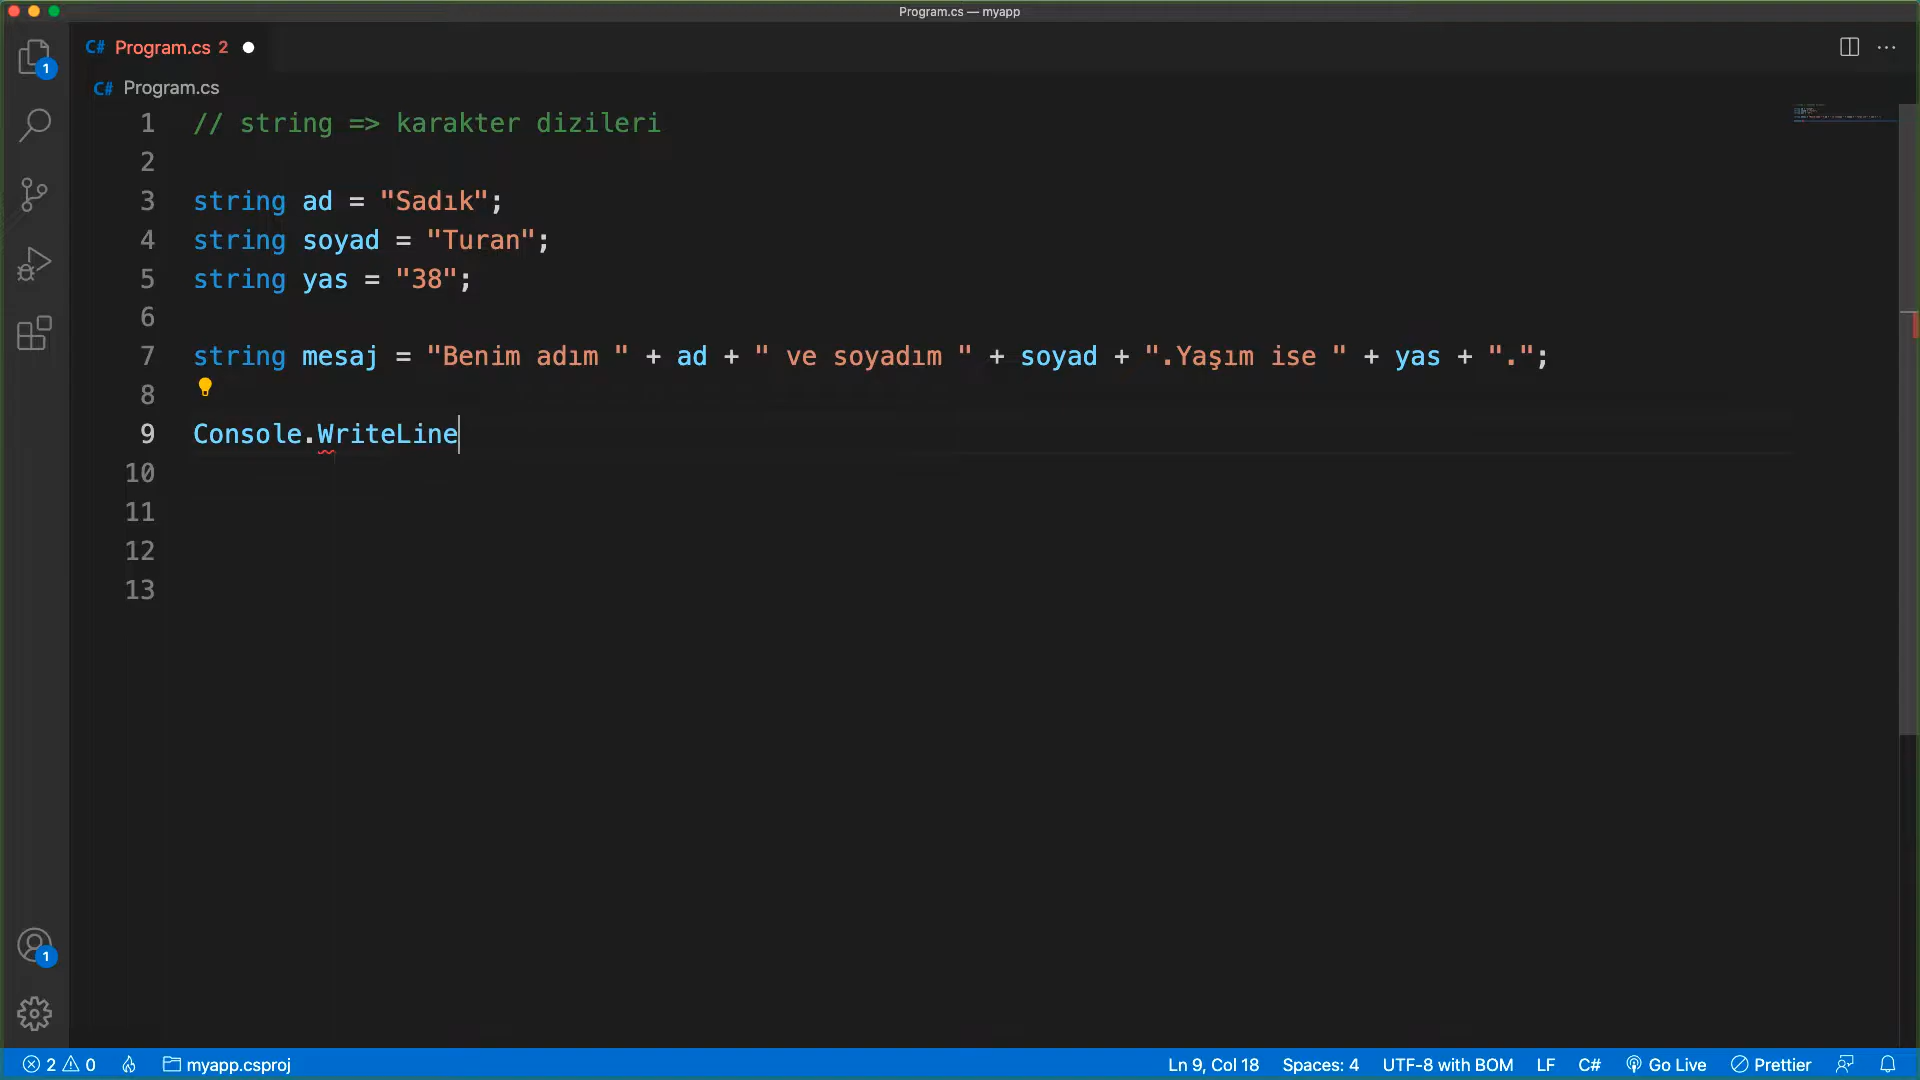 Program.cs — myapp
C# Program.cs 2
C# Program.cs
1 // string => karakter dizileri
2
3 string ad = "Sadık";
4 string soyad = "Turan";
5 string yas = "38";
6
7 string mesaj = "Benim adım " + ad + " ve soyadım " + soyad + ".Yaşım ise " + yas + ".";
8
9 Console.WriteLine
10
11
12
13
1
1
2 0 myapp.csproj Ln 9, Col 18 Spaces: 4 UTF-8 with BOM LF C# Go Live Prettier